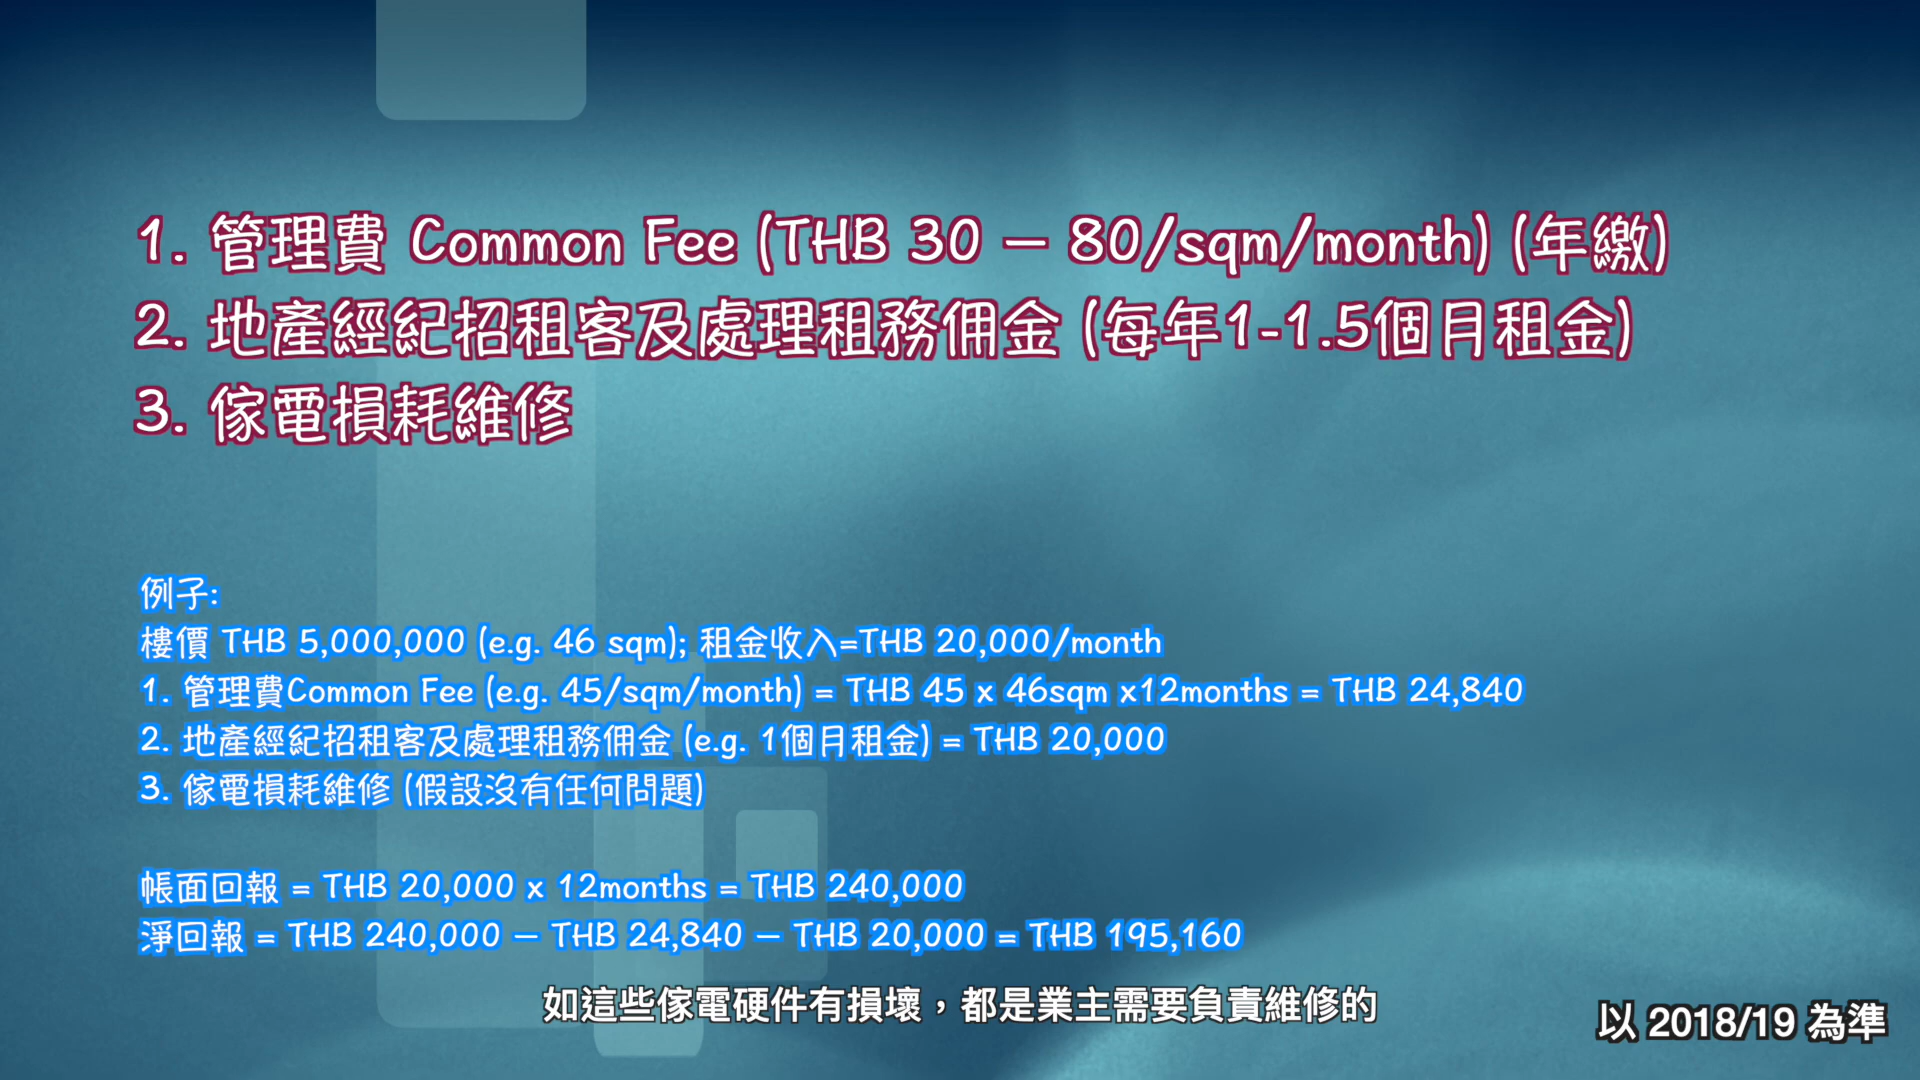 1. 管理費 Common Fee (THB 30 – 80/sqm/month) (年繳)
2. 地產經紀招租客及處理租務佣金 (每年1-1.5個月租金)
3. 傢電損耗維修
例子:
樓價 THB 5,000,000 (e.g. 46 sqm); 租金收入=THB 20,000/month
1. 管理費Common Fee (e.g. 45/sqm/month) = THB 45 x 46sqm x12months = THB 24,840
2. 地產經紀招租客及處理租務佣金 (e.g. 1個月租金) = THB 20,000
3. 傢電損耗維修 (假設沒有任何問題)
帳面回報 = THB 20,000 x 12months = THB 240,000
淨回報 = THB 240,000 – THB 24,840 – THB 20,000 = THB 195,160
如這些傢電硬件有損壞，都是業主需要負責維修的
以 2018/19 為準